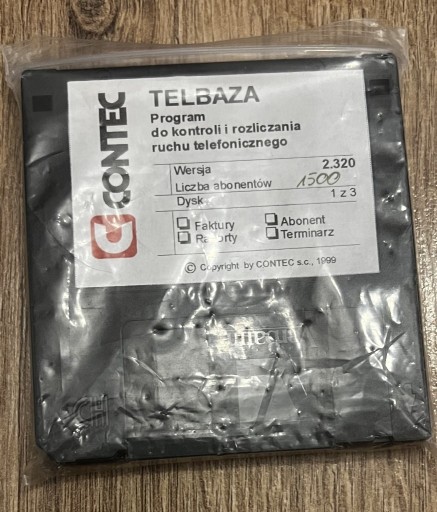 CONTEC
TELBAZA
Program
do kontroli i rozliczania
ruchu telefonicznego
Wersja 2.320
Liczba abonentów 1500
Dysk 1 z 3
Faktury Abonent
Raporty Terminarz
© Copyright by CONTEC s.c., 1999